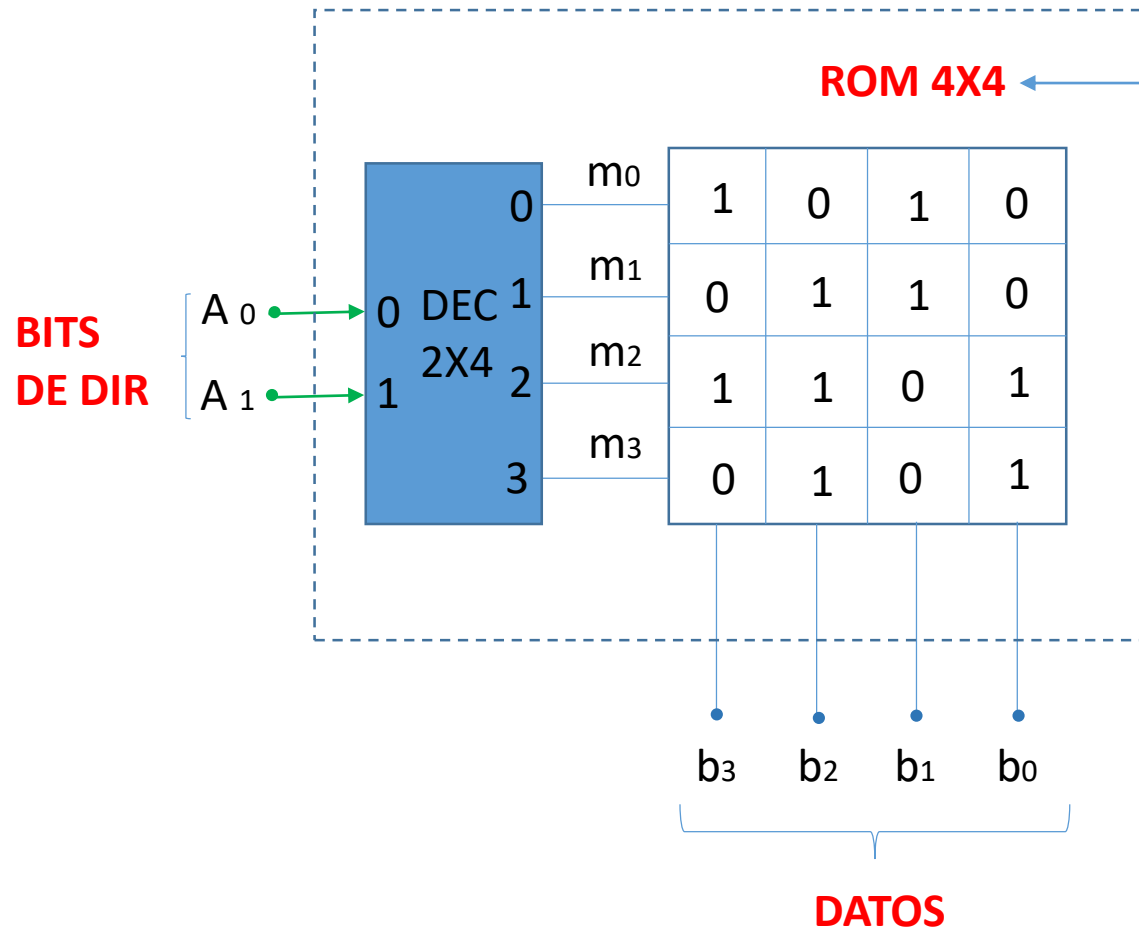 ROM 4X4
BITS
DE DIR
A 0
A 1
0
1
DEC
2X4
0
1
2
3
m0
m1
m2
m3
1 0 1 0
0 1 1 0
1 1 0 1
0 1 0 1
b3 b2 b1 b0
DATOS